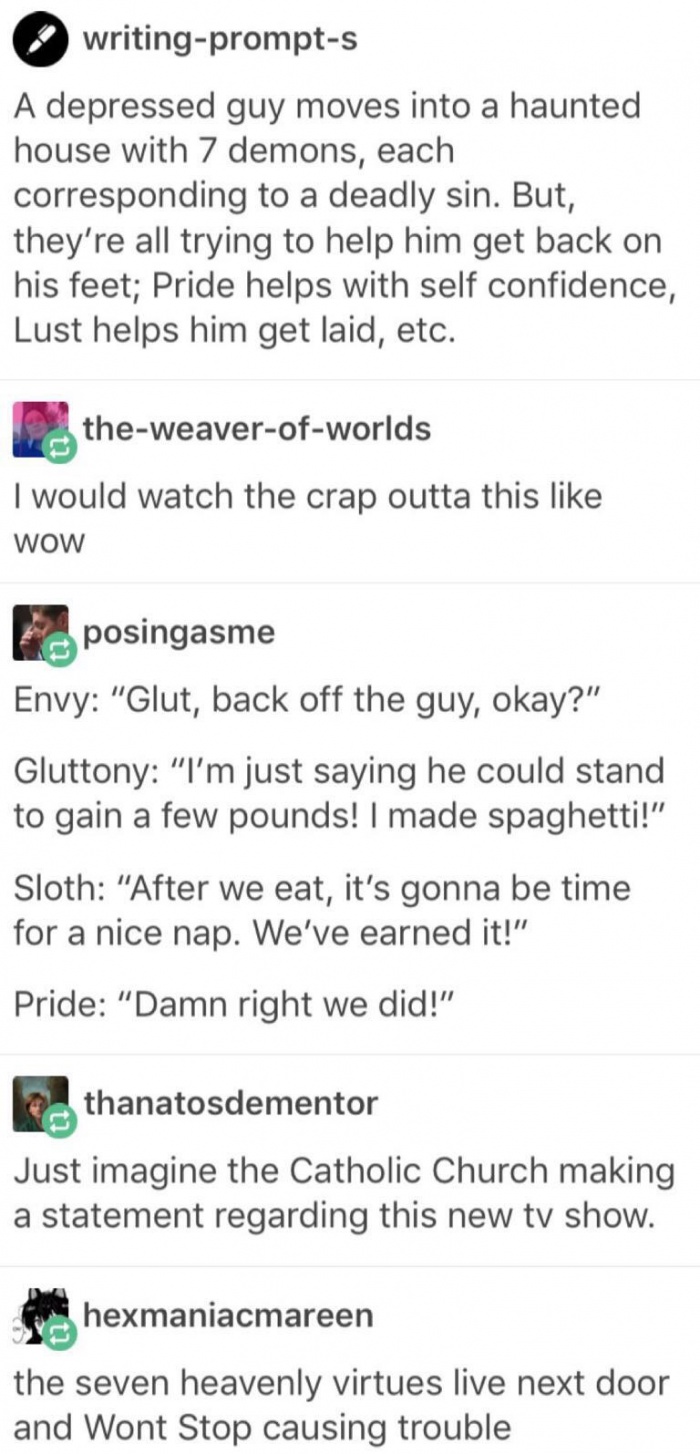 writing-prompt-s
A depressed guy moves into a haunted
house with 7 demons, each
corresponding to a deadly sin. But,
they’re all trying to help him get back on
his feet; Pride helps with self confidence,
Lust helps him get laid, etc.
the-weaver-of-worlds
I would watch the crap outta this like
wow
posingasme
Envy: “Glut, back off the guy, okay?”
Gluttony: “I’m just saying he could stand
to gain a few pounds! I made spaghetti!”
Sloth: “After we eat, it’s gonna be time
for a nice nap. We’ve earned it!”
Pride: “Damn right we did!”
thanatosdementor
Just imagine the Catholic Church making
a statement regarding this new tv show.
hexmaniacmareen
the seven heavenly virtues live next door
and Wont Stop causing trouble